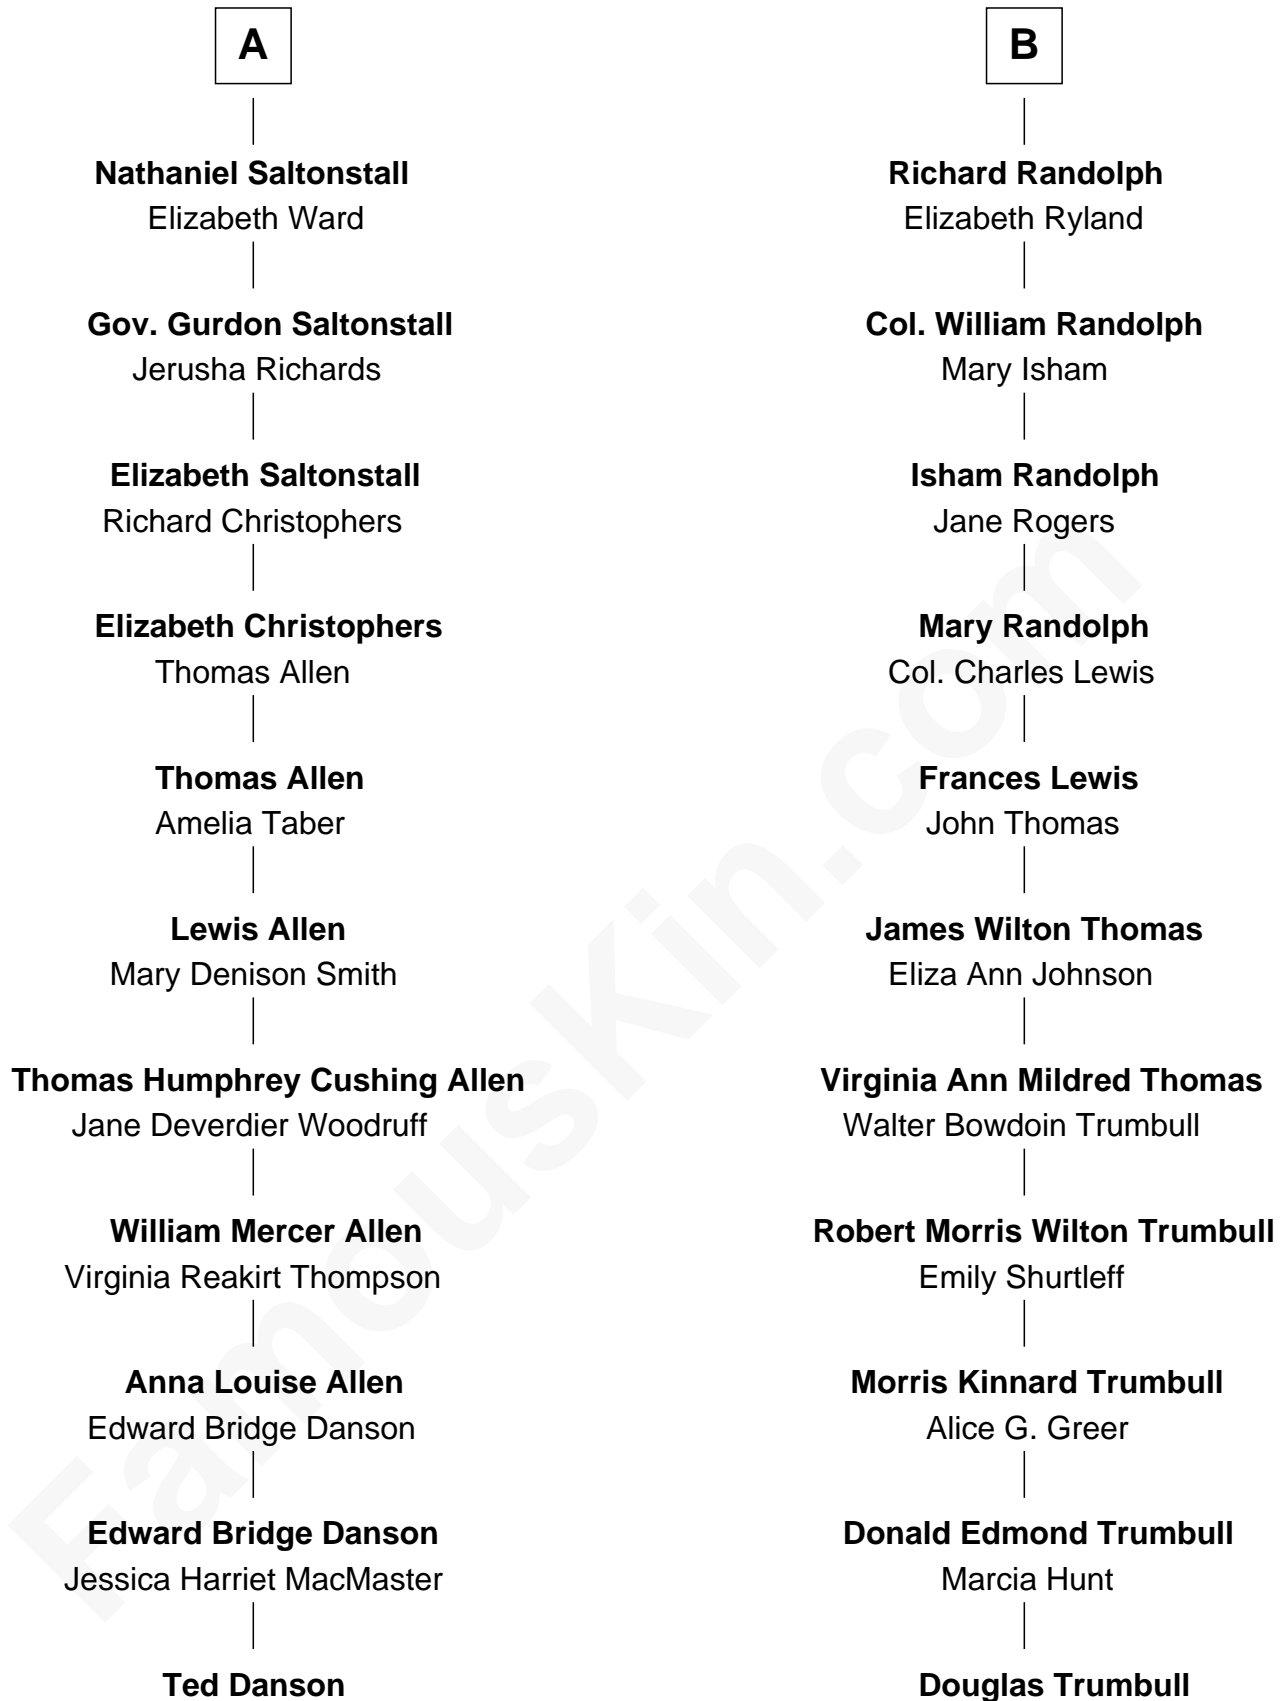 A
Nathaniel Saltonstall
Elizabeth Ward
Gov. Gurdon Saltonstall
Jerusha Richards
Elizabeth Saltonstall
Richard Christophers
Elizabeth Christophers
Thomas Allen
Thomas Allen
Amelia Taber
Lewis Allen
Mary Denison Smith
Thomas Humphrey Cushing Allen
Jane Deverdier Woodruff
William Mercer Allen
Virginia Reakirt Thompson
Anna Louise Allen
Edward Bridge Danson
Edward Bridge Danson
Jessica Harriet MacMaster
Ted Danson
B
Richard Randolph
Elizabeth Ryland
Col. William Randolph
Mary Isham
Isham Randolph
Jane Rogers
Mary Randolph
Col. Charles Lewis
Frances Lewis
John Thomas
James Wilton Thomas
Eliza Ann Johnson
Virginia Ann Mildred Thomas
Walter Bowdoin Trumbull
Robert Morris Wilton Trumbull
Emily Shurtleff
Morris Kinnard Trumbull
Alice G. Greer
Donald Edmond Trumbull
Marcia Hunt
Douglas Trumbull
FamousKin.com